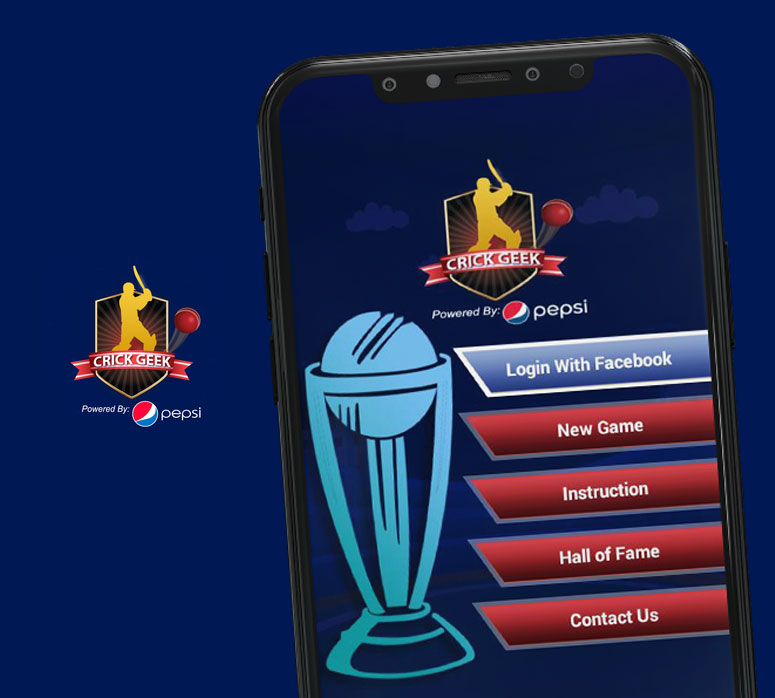 CRICK GEEK
Powered By: pepsi
CRICK GEEK
Powered By: pepsi
Login With Facebook
New Game
Instruction
Hall of Fame
Contact Us